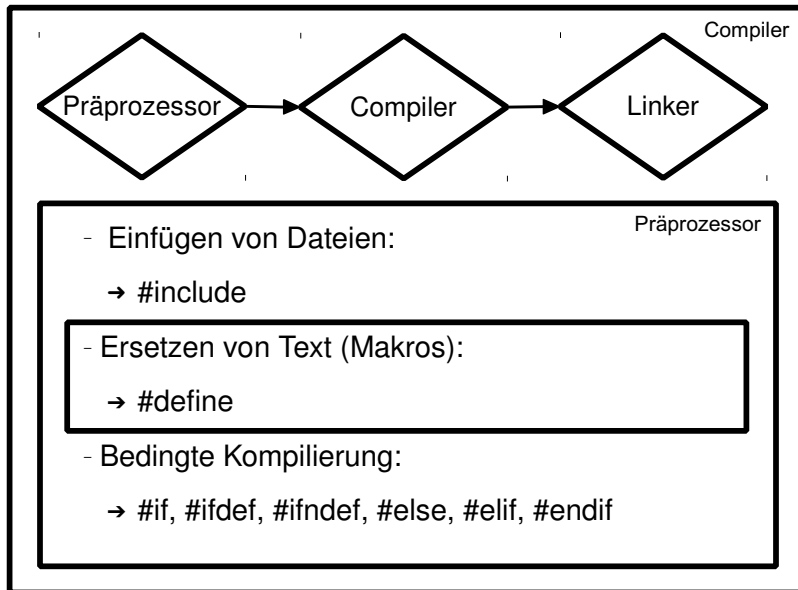 Compiler
Präprozessor
Compiler
Linker
Präprozessor
- Einfügen von Dateien:
→ #include
- Ersetzen von Text (Makros):
→ #define
- Bedingte Kompilierung:
→ #if, #ifdef, #ifndef, #else, #elif, #endif